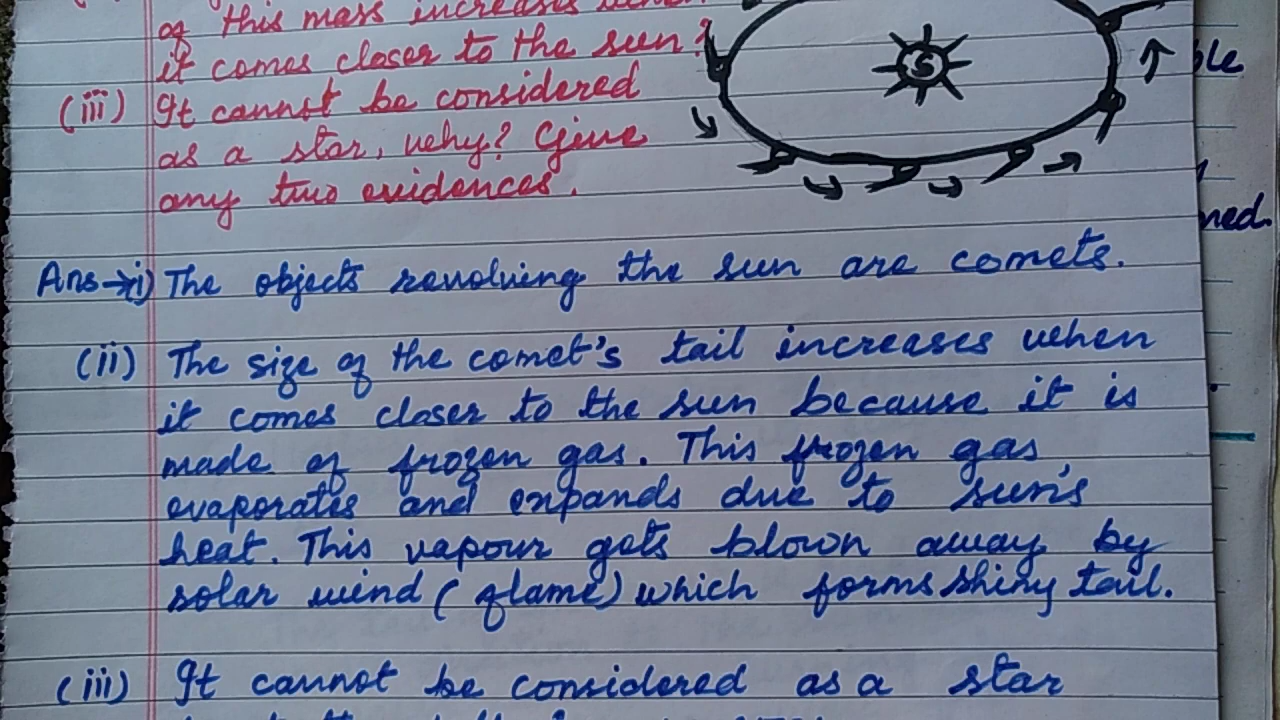 of this mass increases when
it comes closer to the sun?
(iii) It cannot be considered
as a star, why? Give
any two evidences.
S
ned.
Ans→i) The objects revolving the sun are comets.
(ii) The size of the comet's tail increases when
it comes closer to the sun because it is
made of frozen gas. This frozen gas
evaporates and expands due to sun's
heat. This vapour gets blown away by
solar wind (flame) which forms shiny tail.
(iii) It cannot be considered as a star